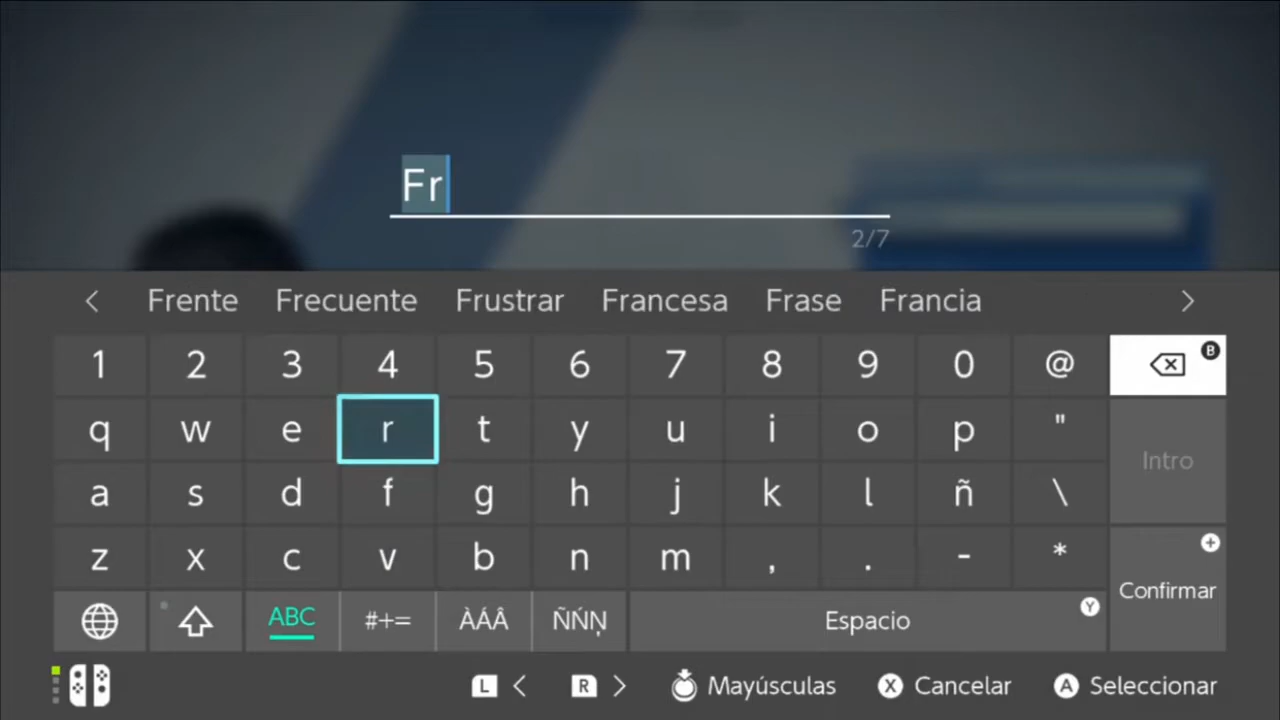 Fr
2/7
Frente Frecuente Frustrar Francesa Frase Francia
1 2 3 4 5 6 7 8 9 0 @ B
q w e r t y u i o p "
Intro
a s d f g h j k l ñ \
z x c v b n m , . - *
Confirmar
ABC #+= ÀÁÂ ÑŃŅ Espacio Y
L R Mayúsculas X Cancelar A Seleccionar